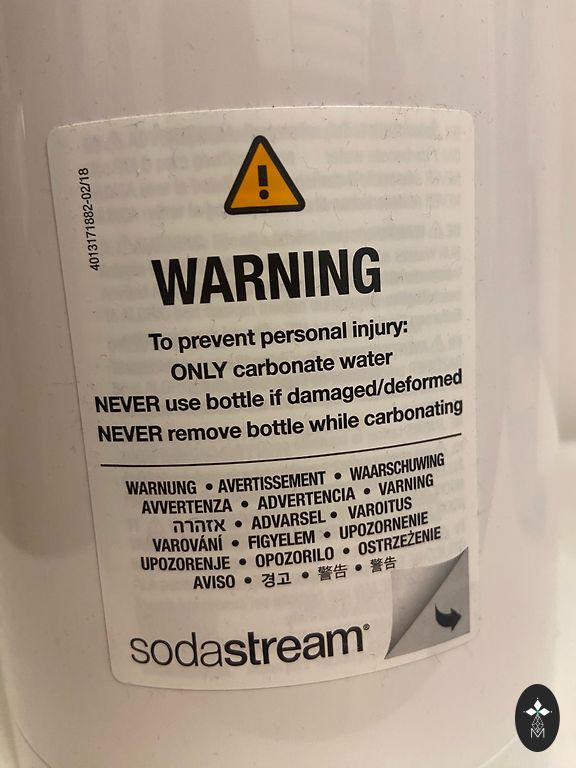 4013171882-02/18
WARNING
To prevent personal injury:
ONLY carbonate water
NEVER use bottle if damaged/deformed
NEVER remove bottle while carbonating
WARNUNG • AVERTISSEMENT • WAARSCHUWING
AVVERTENZA • ADVERTENCIA • VARNING
אזהרה • ADVARSEL • VAROITUS
VAROVÁNÍ • FIGYELEM • UPOZORNENIE
UPOZORENJE • OPOZORILO • OSTRZEŻENIE
AVISO • 경고 • 警告 • 警告
sodastream®
M